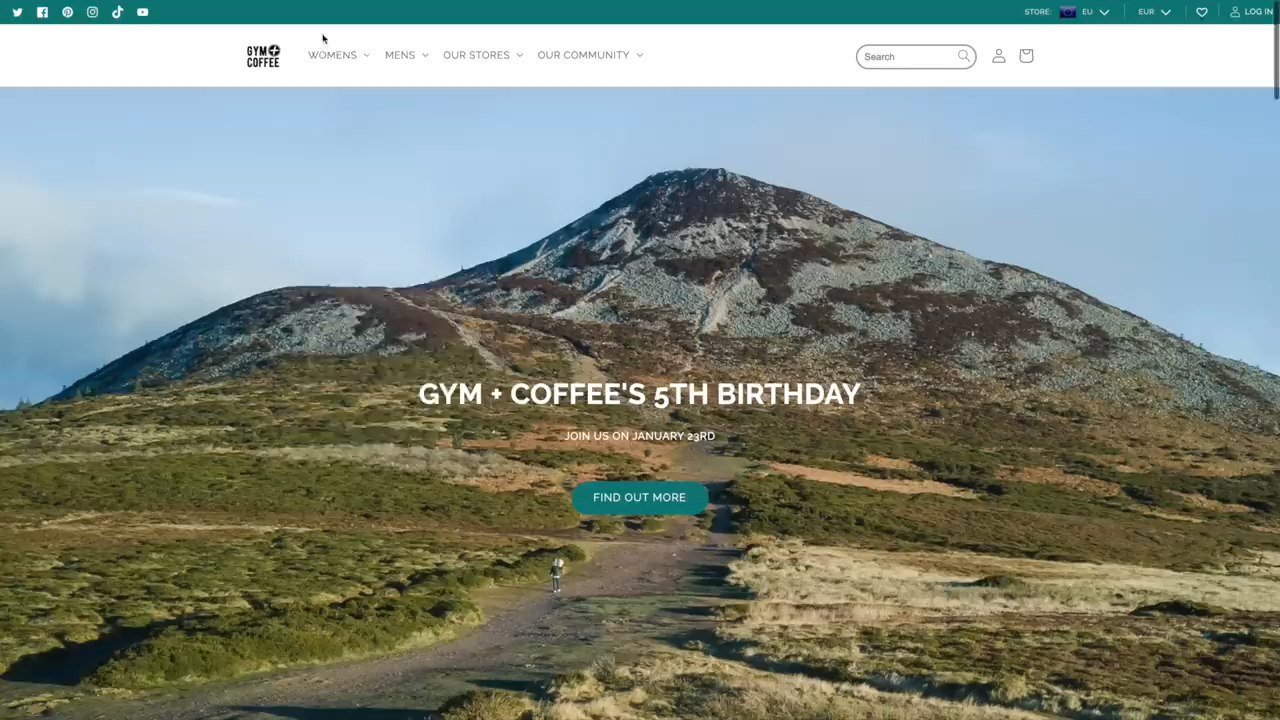 STORE: EU EUR LOG IN
GYM+
COFFEE
WOMENS MENS OUR STORES OUR COMMUNITY Search
GYM + COFFEE'S 5TH BIRTHDAY
JOIN US ON JANUARY 23RD
FIND OUT MORE